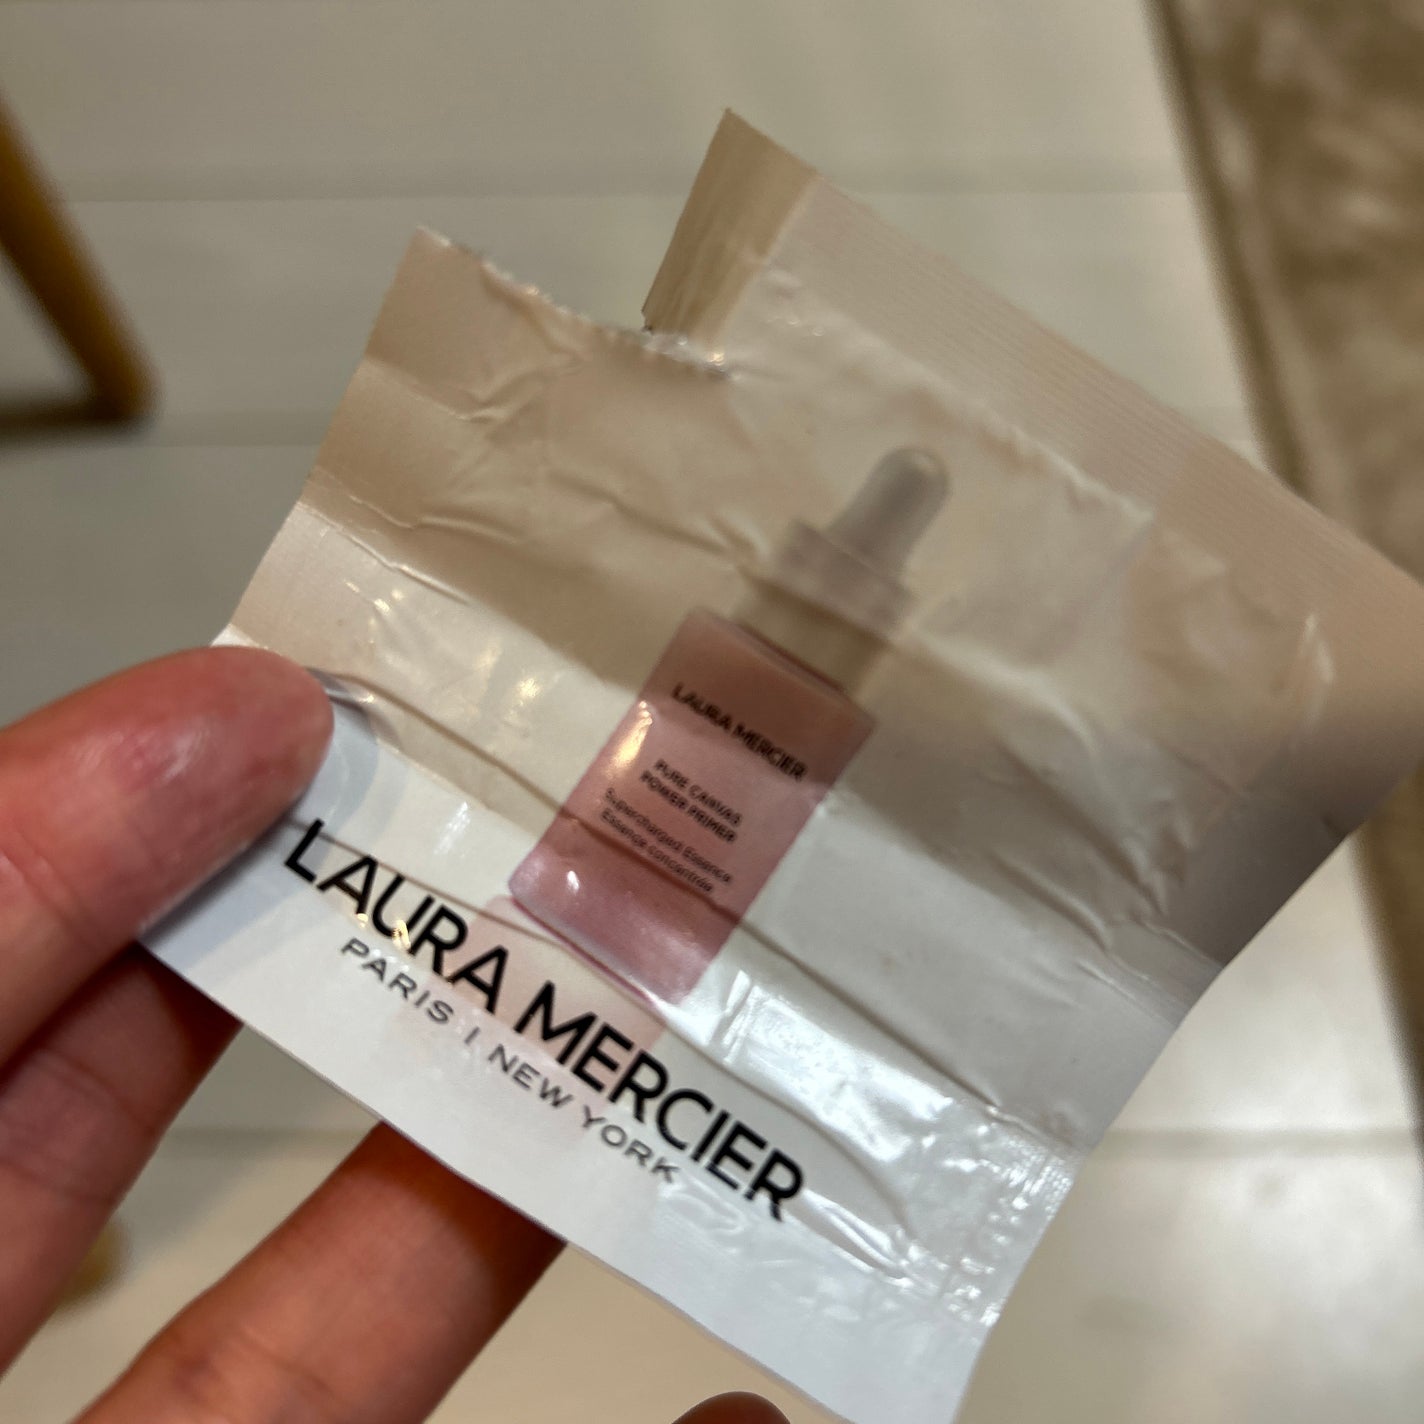 LAURA MERCIER
PURE CANVAS
POWER PRIMER
Supercharged Essence
Essence concentrée
LAURA MERCIER
PARIS | NEW YORK